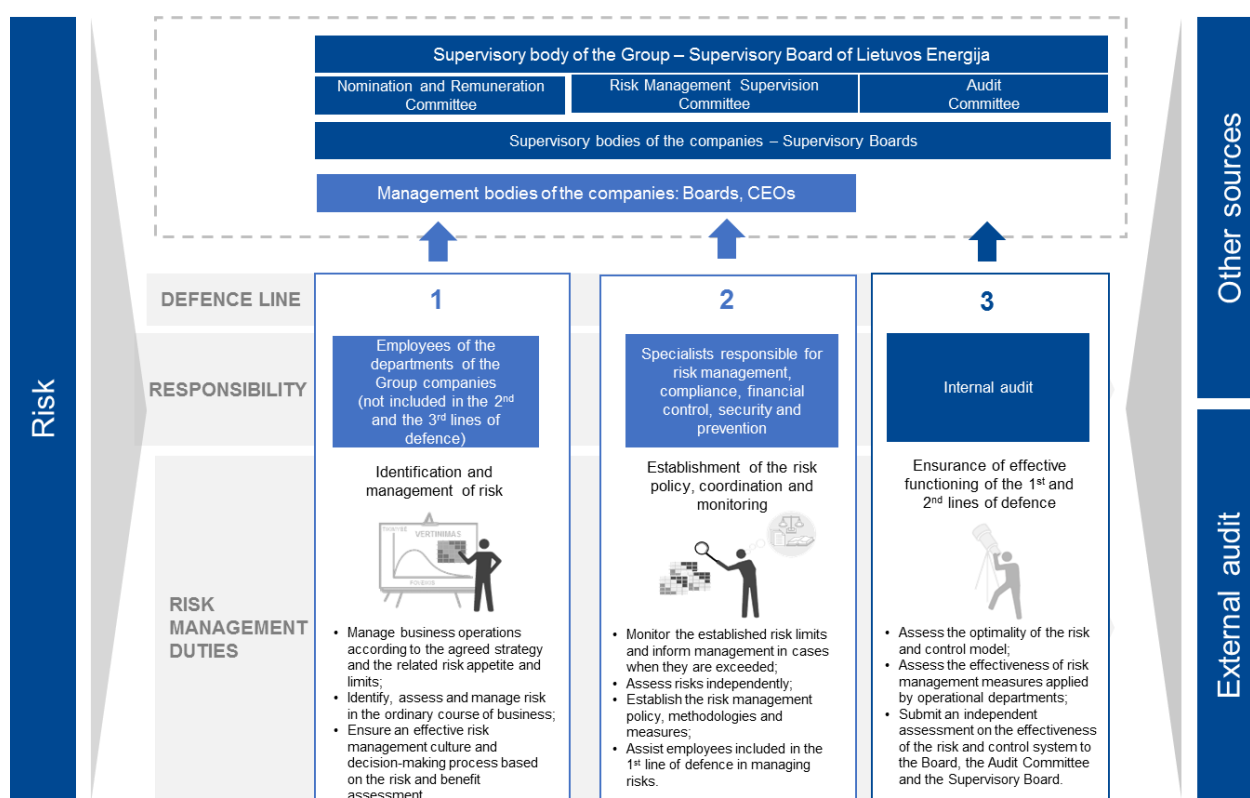 Risk
Supervisory body of the Group – Supervisory Board of Lietuvos Energija
Nomination and Remuneration
Committee
Risk Management Supervision
Committee
Audit
Committee
Supervisory bodies of the companies – Supervisory Boards
Management bodies of the companies: Boards, CEOs
DEFENCE LINE
1
2
3
RESPONSIBILITY
Employees of the
departments of the
Group companies
(not included in the 2nd
and the 3rd lines of
defence)
Specialists responsible for
risk management,
compliance, financial
control, security and
prevention
Internal audit
RISK
MANAGEMENT
DUTIES
Identification and
management of risk
VERTINIMAS
POVEIKIS
• Manage business operations
according to the agreed strategy
and the related risk appetite and
limits;
• Identify, assess and manage risk
in the ordinary course of business;
• Ensure an effective risk
management culture and
decision-making process based
on the risk and benefit
assessment
Establishment of the risk
policy, coordination and
monitoring
• Monitor the established risk limits
and inform management in cases
when they are exceeded;
• Assess risks independently;
• Establish the risk management
policy, methodologies and
measures;
• Assist employees included in the
1st line of defence in managing
risks.
Ensurance of effective
functioning of the 1st and
2nd lines of defence
• Assess the optimality of the risk
and control model;
• Assess the effectiveness of risk
management measures applied
by operational departments;
• Submit an independent
assessment on the effectiveness
of the risk and control system to
the Board, the Audit Committee
and the Supervisory Board.
Other sources
External audit